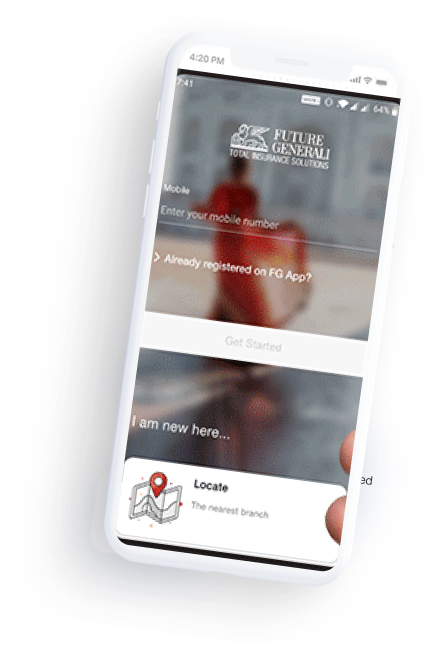 4:20 PM
7:41
64%
FUTURE
GENERALI
TOTAL INSURANCE SOLUTIONS
Mobile
Enter your mobile number
> Already registered on FG App?
Get Started
I am new here...
Locate
The nearest branch
ed